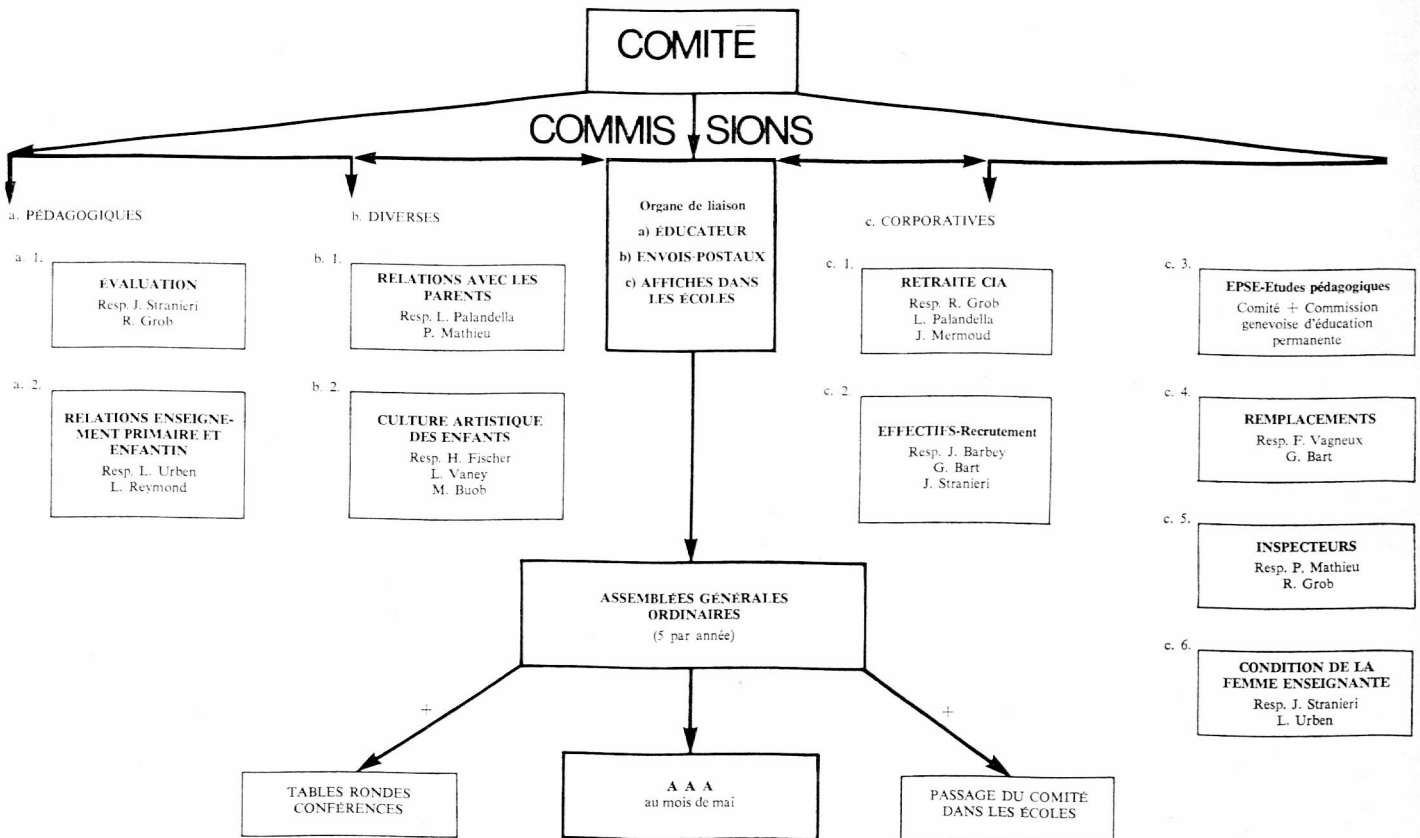 COMITÉ
COMMIS SIONS
a. PÉDAGOGIQUES
a. 1.
ÉVALUATION
Resp. J. Stranieri
R. Grob
a. 2.
RELATIONS ENSEIGNE-
MENT PRIMAIRE ET
ENFANTIN
Resp. L. Urben
L. Reymond
b. DIVERSES
b. 1.
RELATIONS AVEC LES
PARENTS
Resp. L. Palandella
P. Mathieu
b. 2.
CULTURE ARTISTIQUE
DES ENFANTS
Resp. H. Fischer
L. Vaney
M. Buob
Organe de liaison
a) ÉDUCATEUR
b) ENVOIS-POSTAUX
c) AFFICHES DANS
LES ÉCOLES
c. CORPORATIVES
c. 1.
RETRAITE CIA
Resp. R. Grob
L. Palandella
J. Mermoud
c. 2.
EFFECTIFS-Recrutement
Resp. J. Barbey
G. Bart
J. Stranieri
c. 3.
EPSE-Etudes pédagogiques
Comité + Commission
genevoise d'éducation
permanente
c. 4.
REMPLACEMENTS
Resp. F. Vagneux
G. Bart
c. 5.
INSPECTEURS
Resp. P. Mathieu
R. Grob
c. 6.
CONDITION DE LA
FEMME ENSEIGNANTE
Resp. J. Stranieri
L. Urben
ASSEMBLÉES GÉNÉRALES
ORDINAIRES
(5 par année)
+
+
TABLES RONDES
CONFÉRENCES
A A A
au mois de mai
PASSAGE DU COMITÉ
DANS LES ÉCOLES